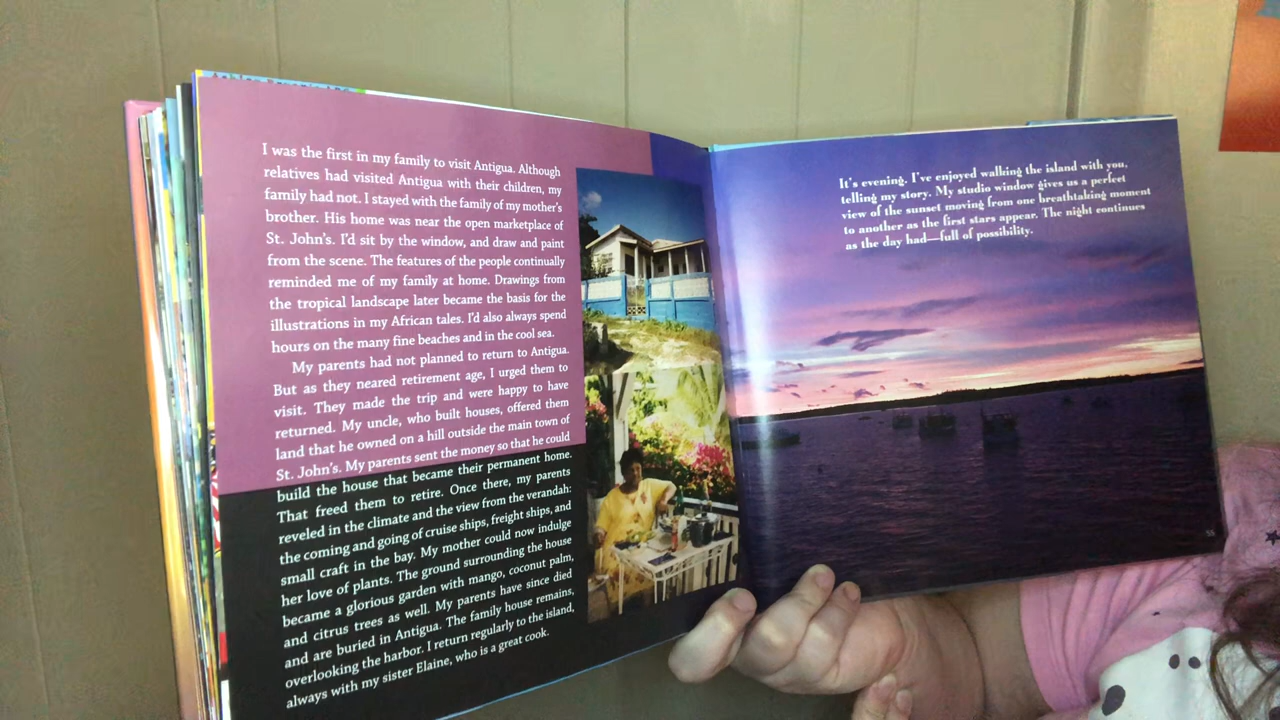 I was the first in my family to visit Antigua. Although
relatives had visited Antigua with their children, my
family had not. I stayed with the family of my mother's
brother. His home was near the open marketplace of
St. John's. I'd sit by the window, and draw and paint
from the scene. The features of the people continually
reminded me of my family at home. Drawings from
the tropical landscape later became the basis for the
illustrations in my African tales. I'd also always spend
hours on the many fine beaches and in the cool sea.
My parents had not planned to return to Antigua.
But as they neared retirement age, I urged them to
visit. They made the trip and were happy to have
returned. My uncle, who built houses, offered them
land that he owned on a hill outside the main town of
St. John's. My parents sent the money so that he could
build the house that became their permanent home.
That freed them to retire. Once there, my parents
reveled in the climate and the view from the verandah:
the coming and going of cruise ships, freight ships, and
small craft in the bay. My mother could now indulge
her love of plants. The ground surrounding the house
became a glorious garden with mango, coconut palm,
and citrus trees as well. My parents have since died
and are buried in Antigua. The family house remains,
overlooking the harbor. I return regularly to the island,
always with my sister Elaine, who is a great cook.
It's evening. I've enjoyed walking the island with you,
telling my story. My studio window gives us a perfect
view of the sunset moving from one breathtaking moment
to another as the first stars appear. The night continues
as the day had—full of possibility.